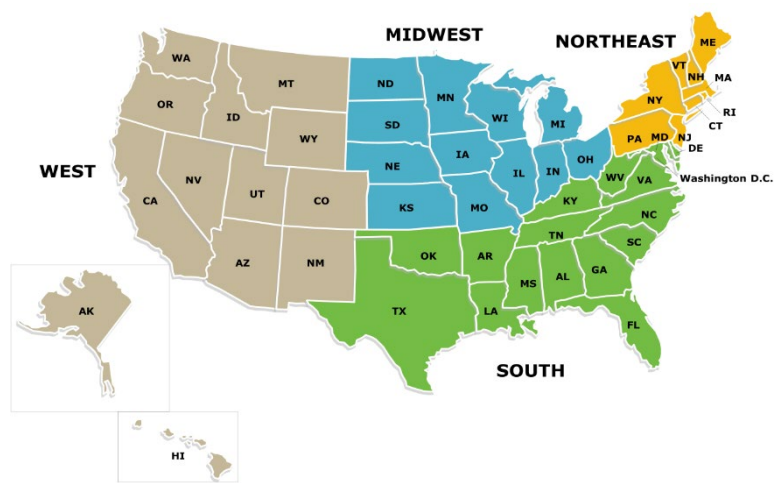 MIDWEST
NORTHEAST
WEST
SOUTH
WA
OR
ID
MT
WY
NV
UT
CO
CA
AZ
NM
AK
HI
ND
SD
NE
KS
MN
IA
MO
WI
IL
IN
MI
OH
ME
VT
NH
MA
RI
CT
NY
PA
NJ
MD
DE
Washington D.C.
WV
VA
KY
NC
TN
SC
OK
AR
TX
LA
MS
AL
GA
FL